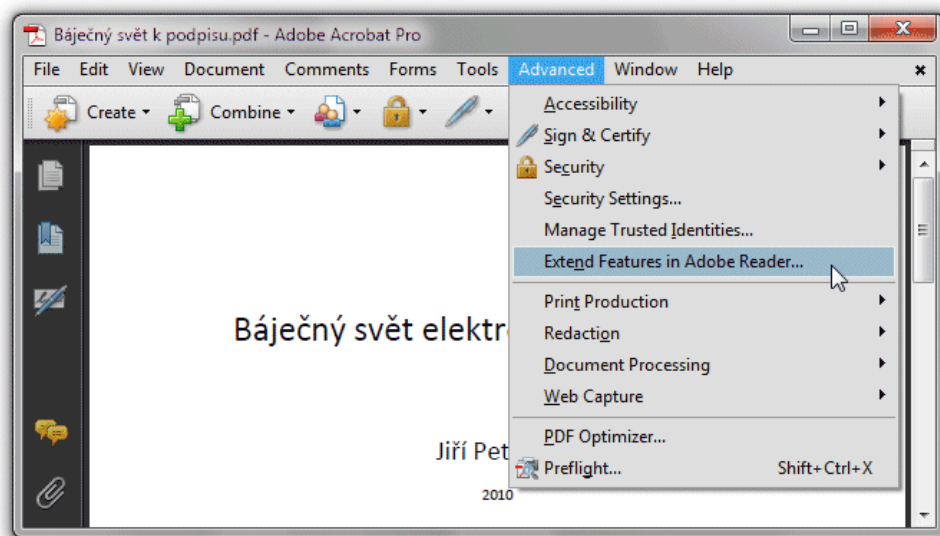 Báječný svět k podpisu.pdf - Adobe Acrobat Pro
File Edit View Document Comments Forms Tools Advanced Window Help
Create Combine
Accessibility
Sign & Certify
Security
Security Settings...
Manage Trusted Identities...
Extend Features in Adobe Reader...
Print Production
Redaction
Document Processing
Web Capture
PDF Optimizer...
Preflight... Shift+Ctrl+X
Báječný svět elektr
Jiří Pet
2010